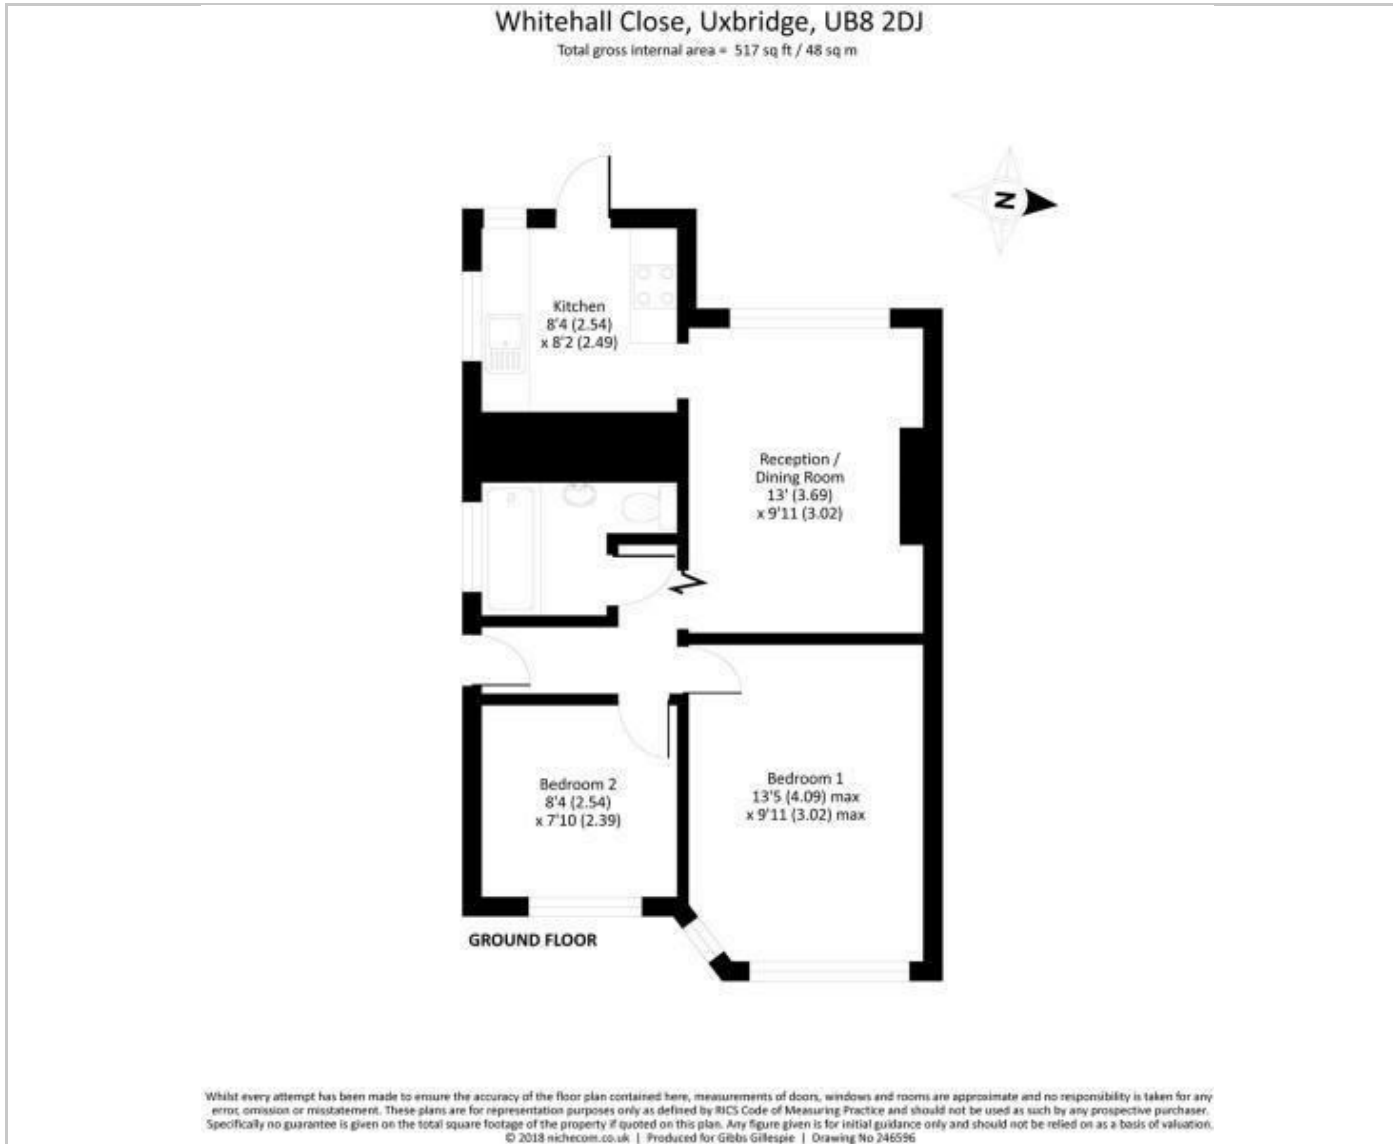 Whitehall Close, Uxbridge, UB8 2DJ
Total gross internal area = 517 sq ft / 48 sq m
N
Kitchen
8'4 (2.54)
x 8'2 (2.49)
Reception /
Dining Room
13' (3.69)
x 9'11 (3.02)
Bedroom 2
8'4 (2.54)
x 7'10 (2.39)
Bedroom 1
13'5 (4.09) max
x 9'11 (3.02) max
GROUND FLOOR
Whilst every attempt has been made to ensure the accuracy of the floor plan contained here, measurements of doors, windows and rooms are approximate and no responsibility is taken for any
error, omission or misstatement. These plans are for representation purposes only as defined by RICS Code of Measuring Practice and should not be used as such by any prospective purchaser.
Specifically no guarantee is given on the total square footage of the property if quoted on this plan. Any figure given is for initial guidance only and should not be relied on as a basis of valuation.
© 2018 nichecom.co.uk | Produced for Gibbs Gillespie | Drawing No 246596